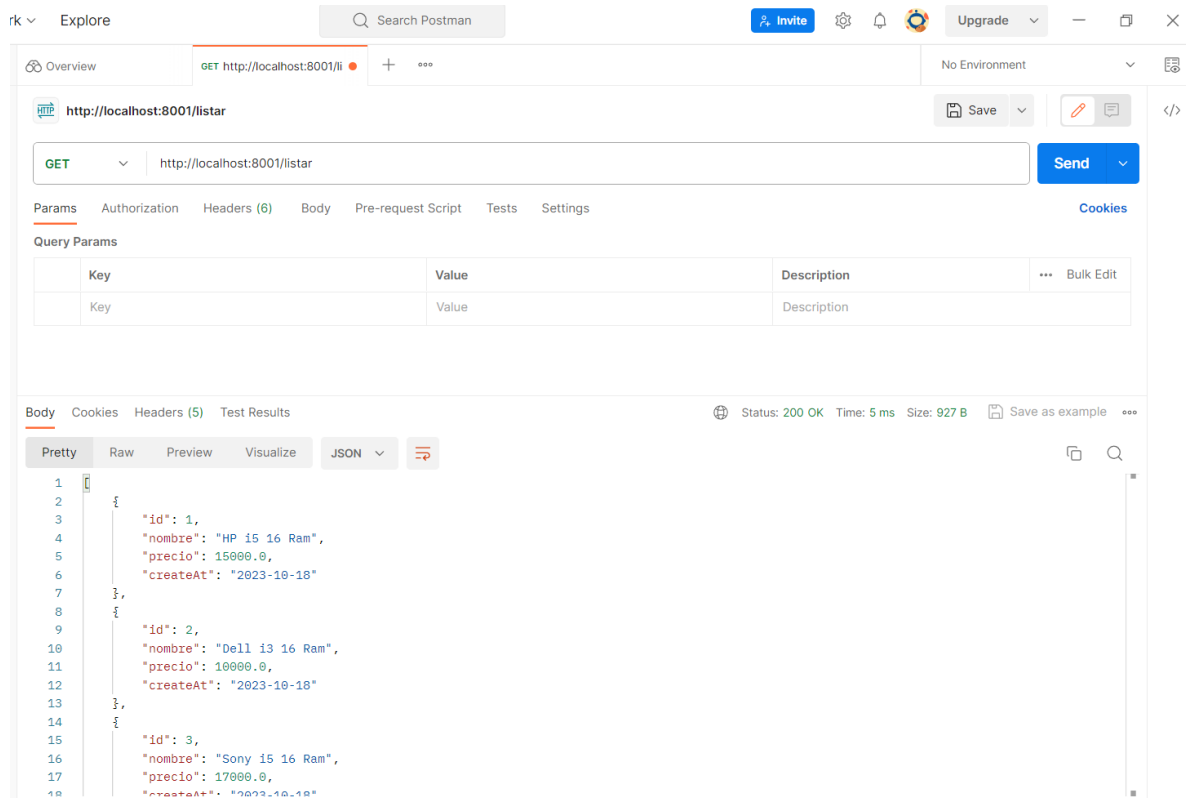 rk Explore Search Postman Invite Upgrade
Overview GET http://localhost:8001/li No Environment
HTTP http://localhost:8001/listar Save </>
GET http://localhost:8001/listar Send
Params Authorization Headers (6) Body Pre-request Script Tests Settings Cookies
Query Params
Key Value Description Bulk Edit
Key Value Description
Body Cookies Headers (5) Test Results Status: 200 OK Time: 5 ms Size: 927 B Save as example
Pretty Raw Preview Visualize JSON
1 [
2 {
3 "id": 1,
4 "nombre": "HP i5 16 Ram",
5 "precio": 15000.0,
6 "createAt": "2023-10-18"
7 },
8 {
9 "id": 2,
10 "nombre": "Dell i3 16 Ram",
11 "precio": 10000.0,
12 "createAt": "2023-10-18"
13 },
14 {
15 "id": 3,
16 "nombre": "Sony i5 16 Ram",
17 "precio": 17000.0,
18 "createAt": "2023-10-18"